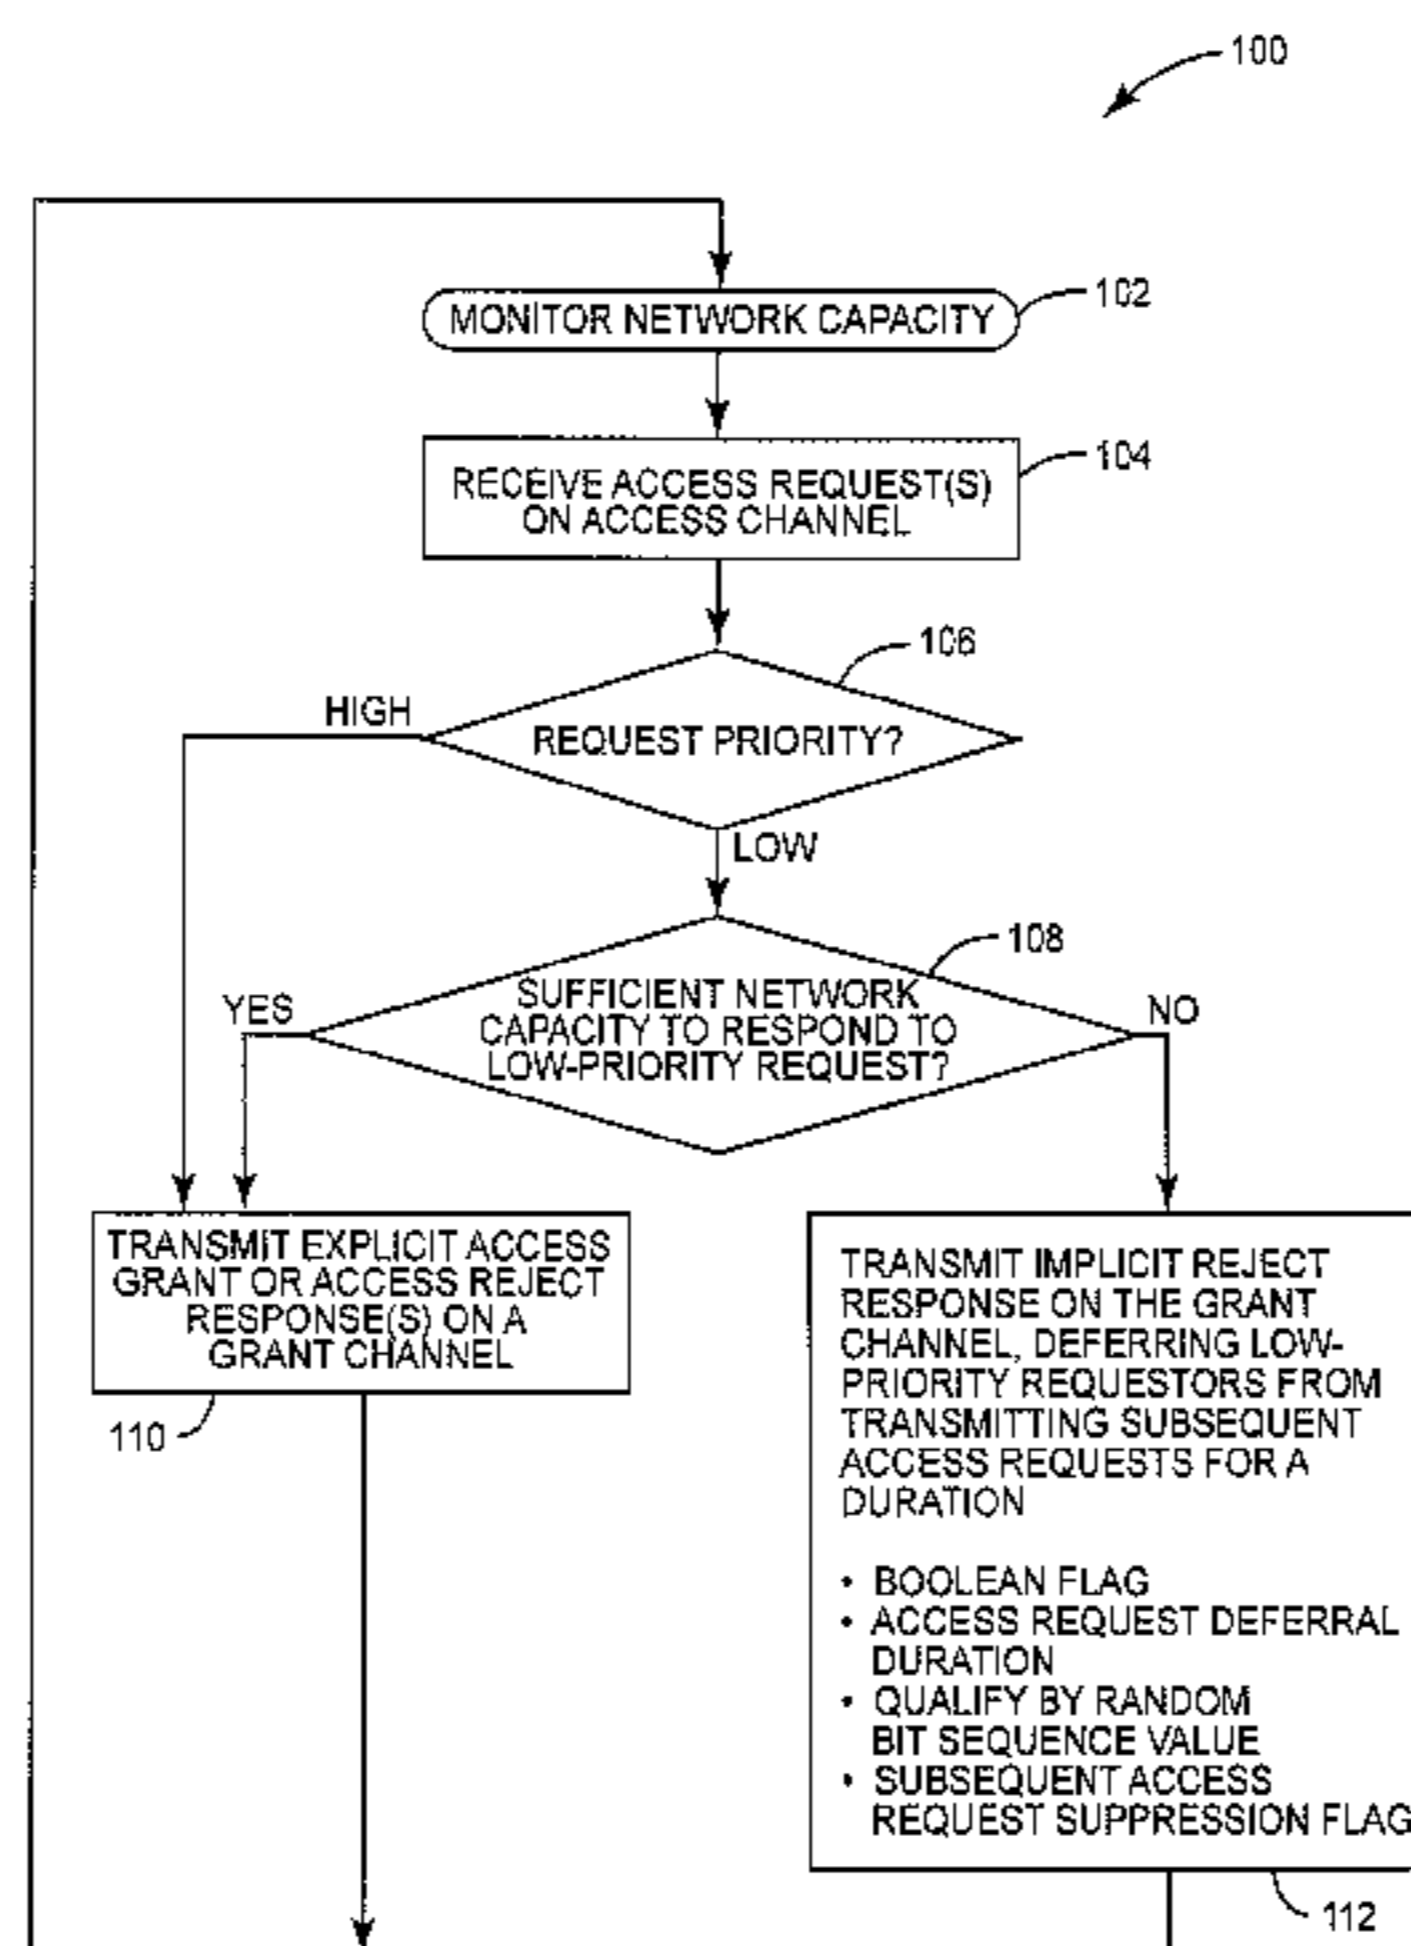 100
MONITOR NETWORK CAPACITY
102
RECEIVE ACCESS REQUEST(S)
ON ACCESS CHANNEL
104
106
REQUEST PRIORITY?
HIGH
LOW
108
SUFFICIENT NETWORK
CAPACITY TO RESPOND TO
LOW-PRIORITY REQUEST?
YES
NO
TRANSMIT EXPLICIT ACCESS
GRANT OR ACCESS REJECT
RESPONSE(S) ON A
GRANT CHANNEL
110
TRANSMIT IMPLICIT REJECT
RESPONSE ON THE GRANT
CHANNEL, DEFERRING LOW-
PRIORITY REQUESTORS FROM
TRANSMITTING SUBSEQUENT
ACCESS REQUESTS FOR A
DURATION
• BOOLEAN FLAG
• ACCESS REQUEST DEFERRAL
DURATION
• QUALIFY BY RANDOM
BIT SEQUENCE VALUE
• SUBSEQUENT ACCESS
REQUEST SUPPRESSION FLAG
112